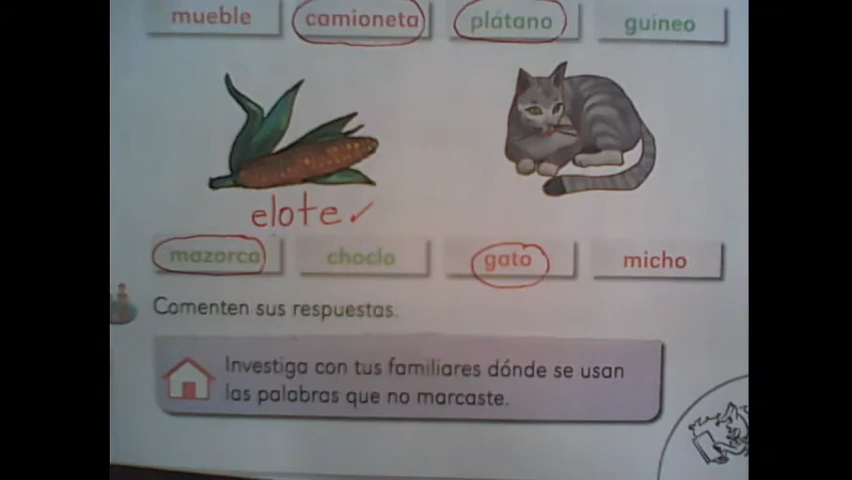 mueble camioneta plátano guineo
elote ✓
mazorca choclo gato micho
Comenten sus respuestas.
Investiga con tus familiares dónde se usan
las palabras que no marcaste.